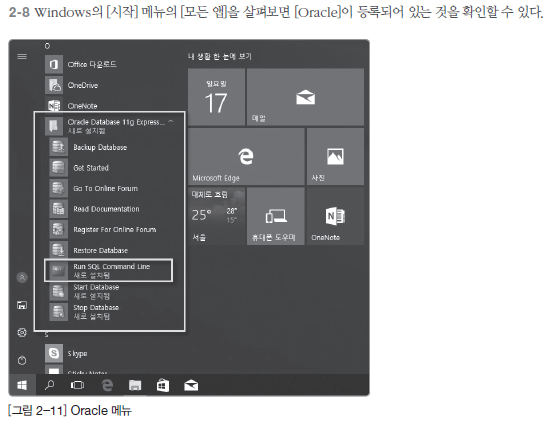 2-8 Windows의 [시작] 메뉴의 [모든 앱]을 살펴보면 [Oracle]이 등록되어 있는 것을 확인할 수 있다.
O
Office 다운로드
OneDrive
OneNote
Oracle Database 11g Express...
새로 설치됨
Backup Database
Get Started
Go To Online Forum
Read Documentation
Register For Online Forum
Restore Database
Run SQL Command Line
새로 설치됨
Start Database
새로 설치됨
Stop Database
새로 설치됨
S
Skype
Sticky Notes
내 생활 한 눈에 보기
일요일
17
메일
Microsoft Edge
사진
대체로 흐림
25° 28°
15°
서울
휴대폰 도우미
OneNote
[그림 2-11] Oracle 메뉴